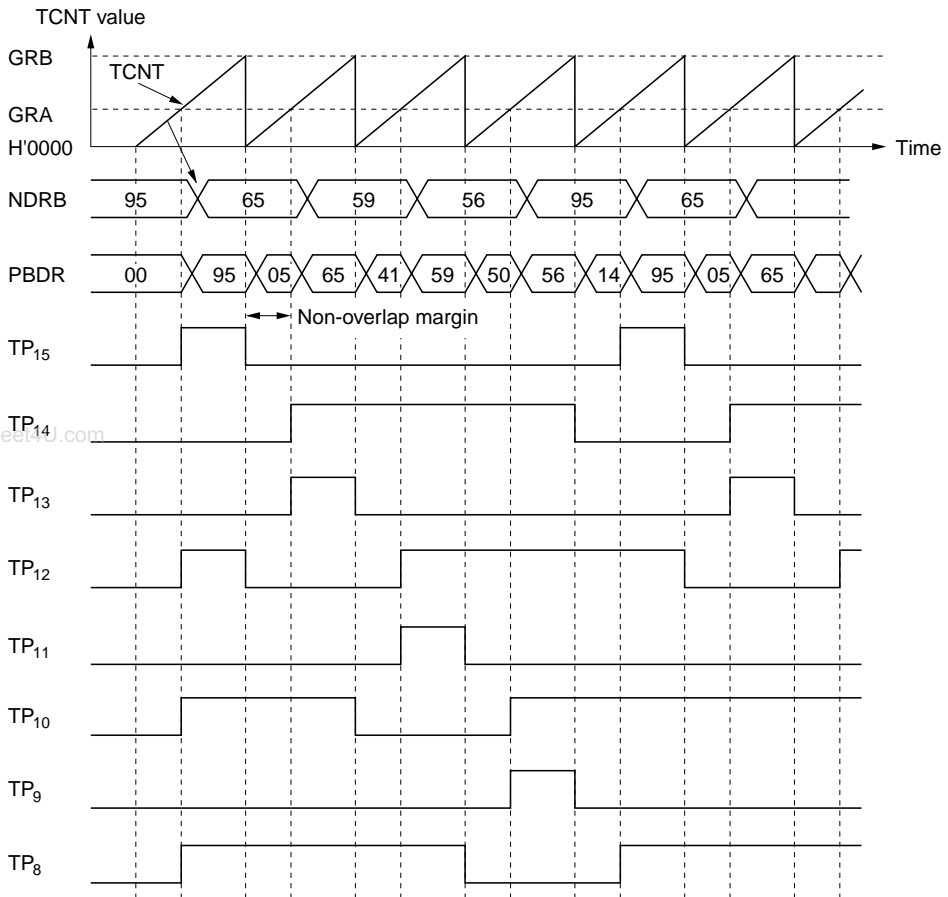 TCNT value
GRB
TCNT
GRA
H'0000
Time
NDRB 95 65 59 56 95 65
PBDR 00 95 05 65 41 59 50 56 14 95 05 65
Non-overlap margin
TP15
TP14
eet4U.com
TP13
TP12
TP11
TP10
TP9
TP8